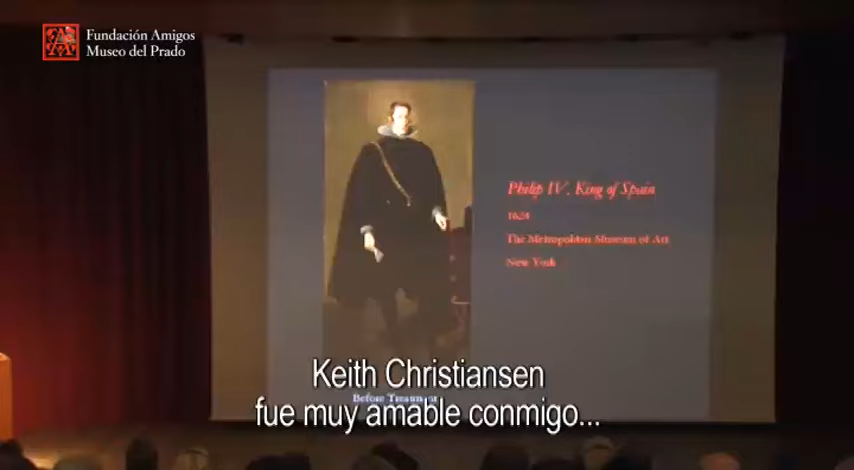 Fundación Amigos
Museo del Prado
Philip IV, King of Spain
1624
The Metropolitan Museum of Art
New York
Before Treatment
Keith Christiansen
fue muy amable conmigo...